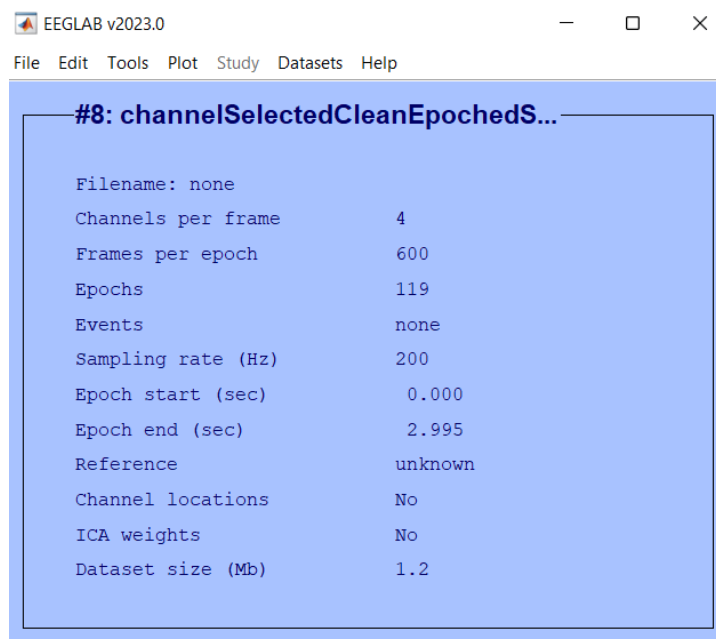 EEGLAB v2023.0
File Edit Tools Plot Study Datasets Help
#8: channelSelectedCleanEpochedS...
Filename: none
Channels per frame 4
Frames per epoch 600
Epochs 119
Events none
Sampling rate (Hz) 200
Epoch start (sec) 0.000
Epoch end (sec) 2.995
Reference unknown
Channel locations No
ICA weights No
Dataset size (Mb) 1.2